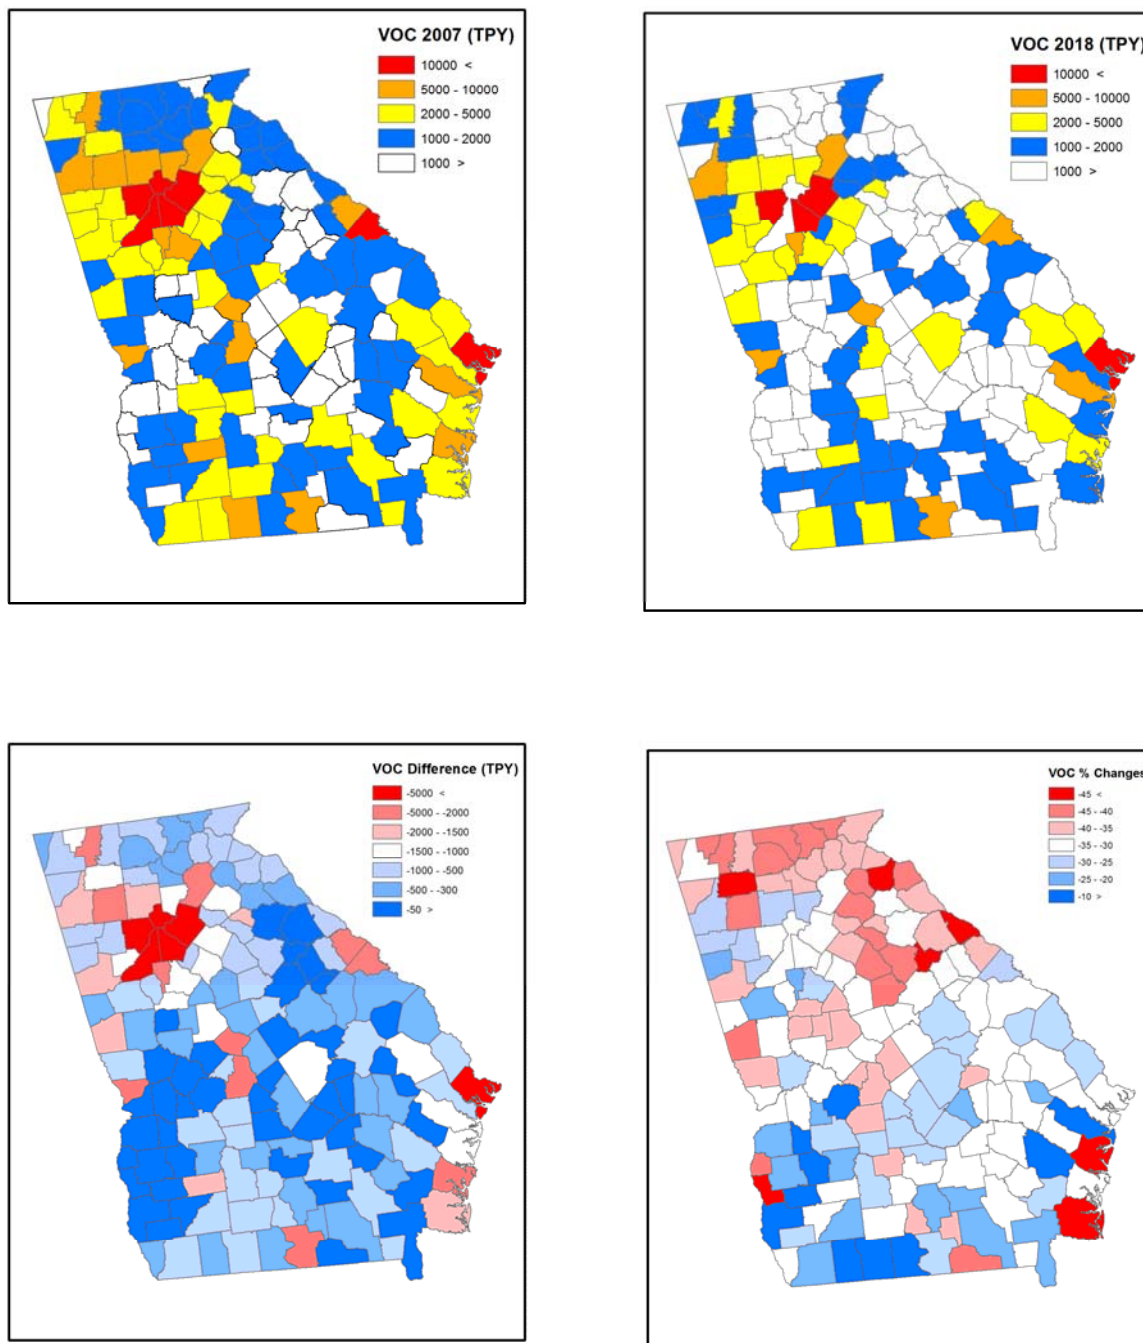 VOC 2007 (TPY)
10000 <
5000 - 10000
2000 - 5000
1000 - 2000
1000 >
VOC 2018 (TPY)
10000 <
5000 - 10000
2000 - 5000
1000 - 2000
1000 >
VOC Difference (TPY)
-5000 <
-5000 - -2000
-2000 - -1500
-1500 - -1000
-1000 - -500
-500 - -300
-50 >
VOC % Changes
-45 <
-45 - -40
-40 - -35
-35 - -30
-30 - -25
-25 - -20
-10 >